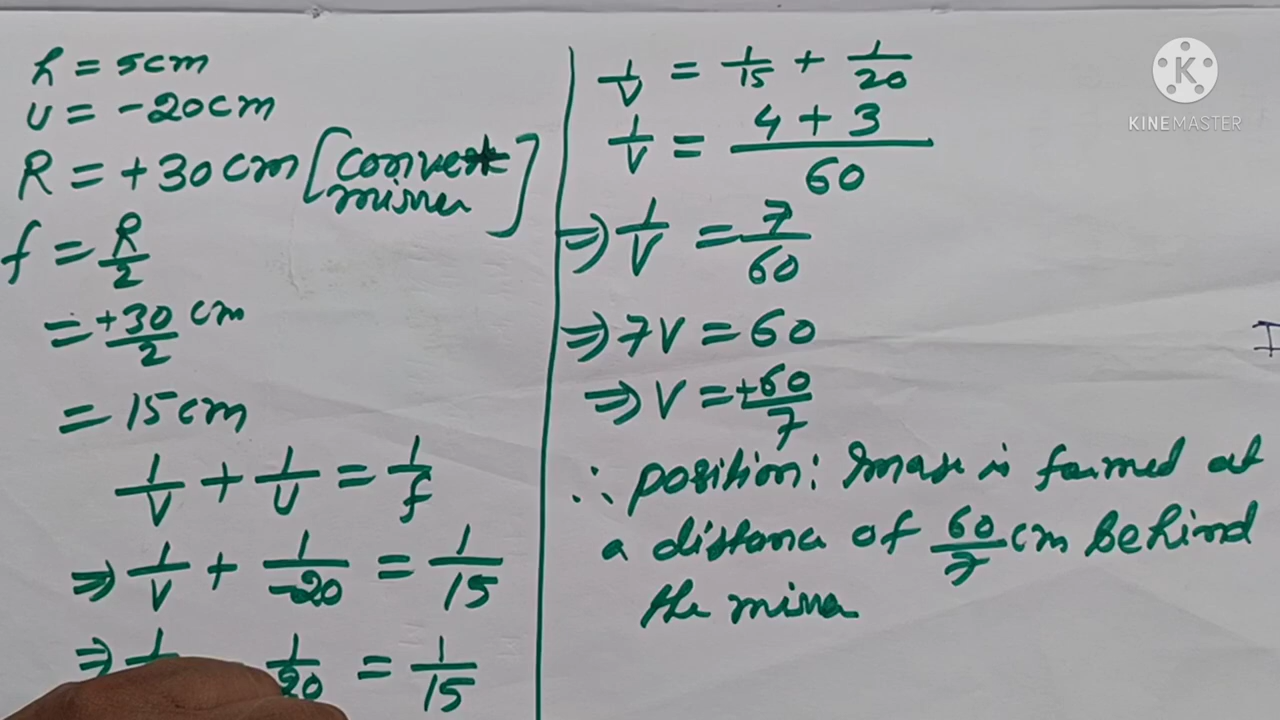 h = 5cm
u = -20cm
R = +30cm [convex mirror]
f = R/2
= +30/2 cm
= 15cm
1/v + 1/u = 1/f
⇒ 1/v + 1/-20 = 1/15
⇒ 1/20 = 1/15
1/v = 1/15 + 1/20
1/v = 4 + 3/60
⇒ 1/v = 7/60
⇒ 7v = 60
⇒ v = +60/7
∴ position: Image is formed at
a distance of 60/7 cm behind
the mirror
K
KINEMASTER